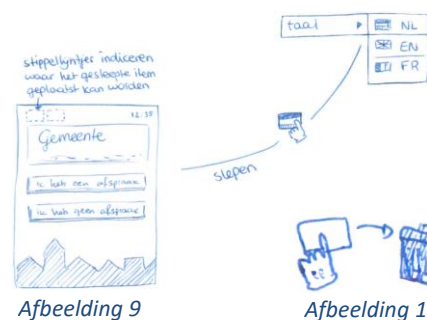 stippellijntjes indiceren
waar het gesleepte item
geplaatst kan worden
12:30
Gemeente
ik heb een afspraak
ik heb geen afspraak
slepen
taal
NL
EN
FR
Afbeelding 9
Afbeelding 1